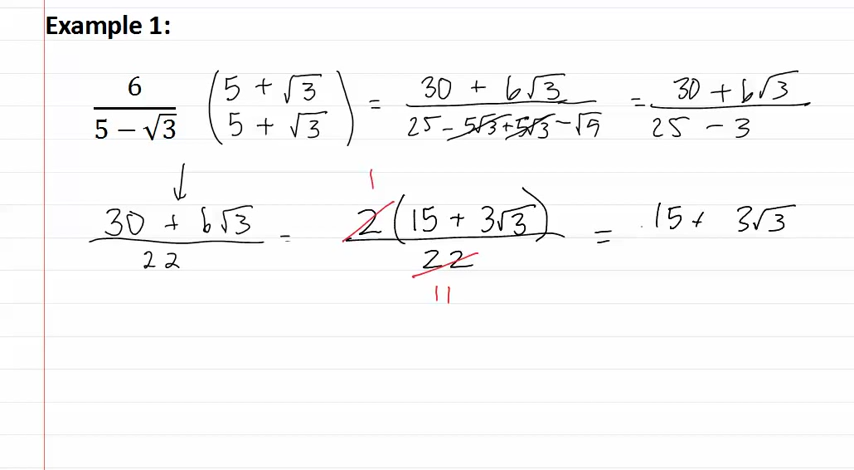 Example 1:
6 / (5 − √3) (5 + √3 / 5 + √3) = (30 + 6√3) / (25 − 5√3 + 5√3 − √9) = (30 + 6√3) / (25 − 3)
↓
(30 + 6√3) / 22 = 1 2(15 + 3√3) / 22 11 = 15 + 3√3